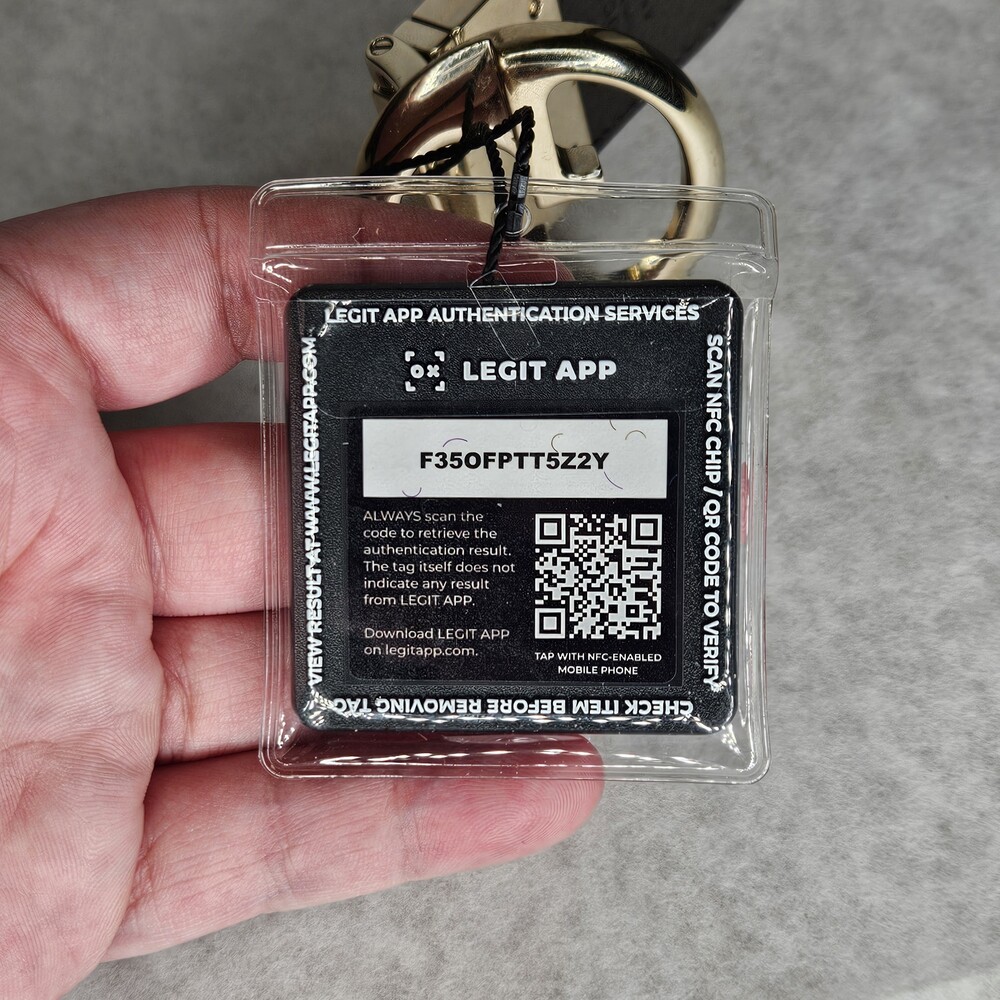 LEGIT APP AUTHENTICATION SERVICES
LEGIT APP
F35OFPTT5Z2Y
ALWAYS scan the
code to retrieve the
authentication result.
The tag itself does not
indicate any result
from LEGIT APP.
Download LEGIT APP
on legitapp.com.
TAP WITH NFC-ENABLED
MOBILE PHONE
SCAN NFC CHIP / QR CODE TO VERIFY
CHECK ITEM BEFORE REMOVING TAG
VIEW RESULT AT WWW.LEGITAPP.COM